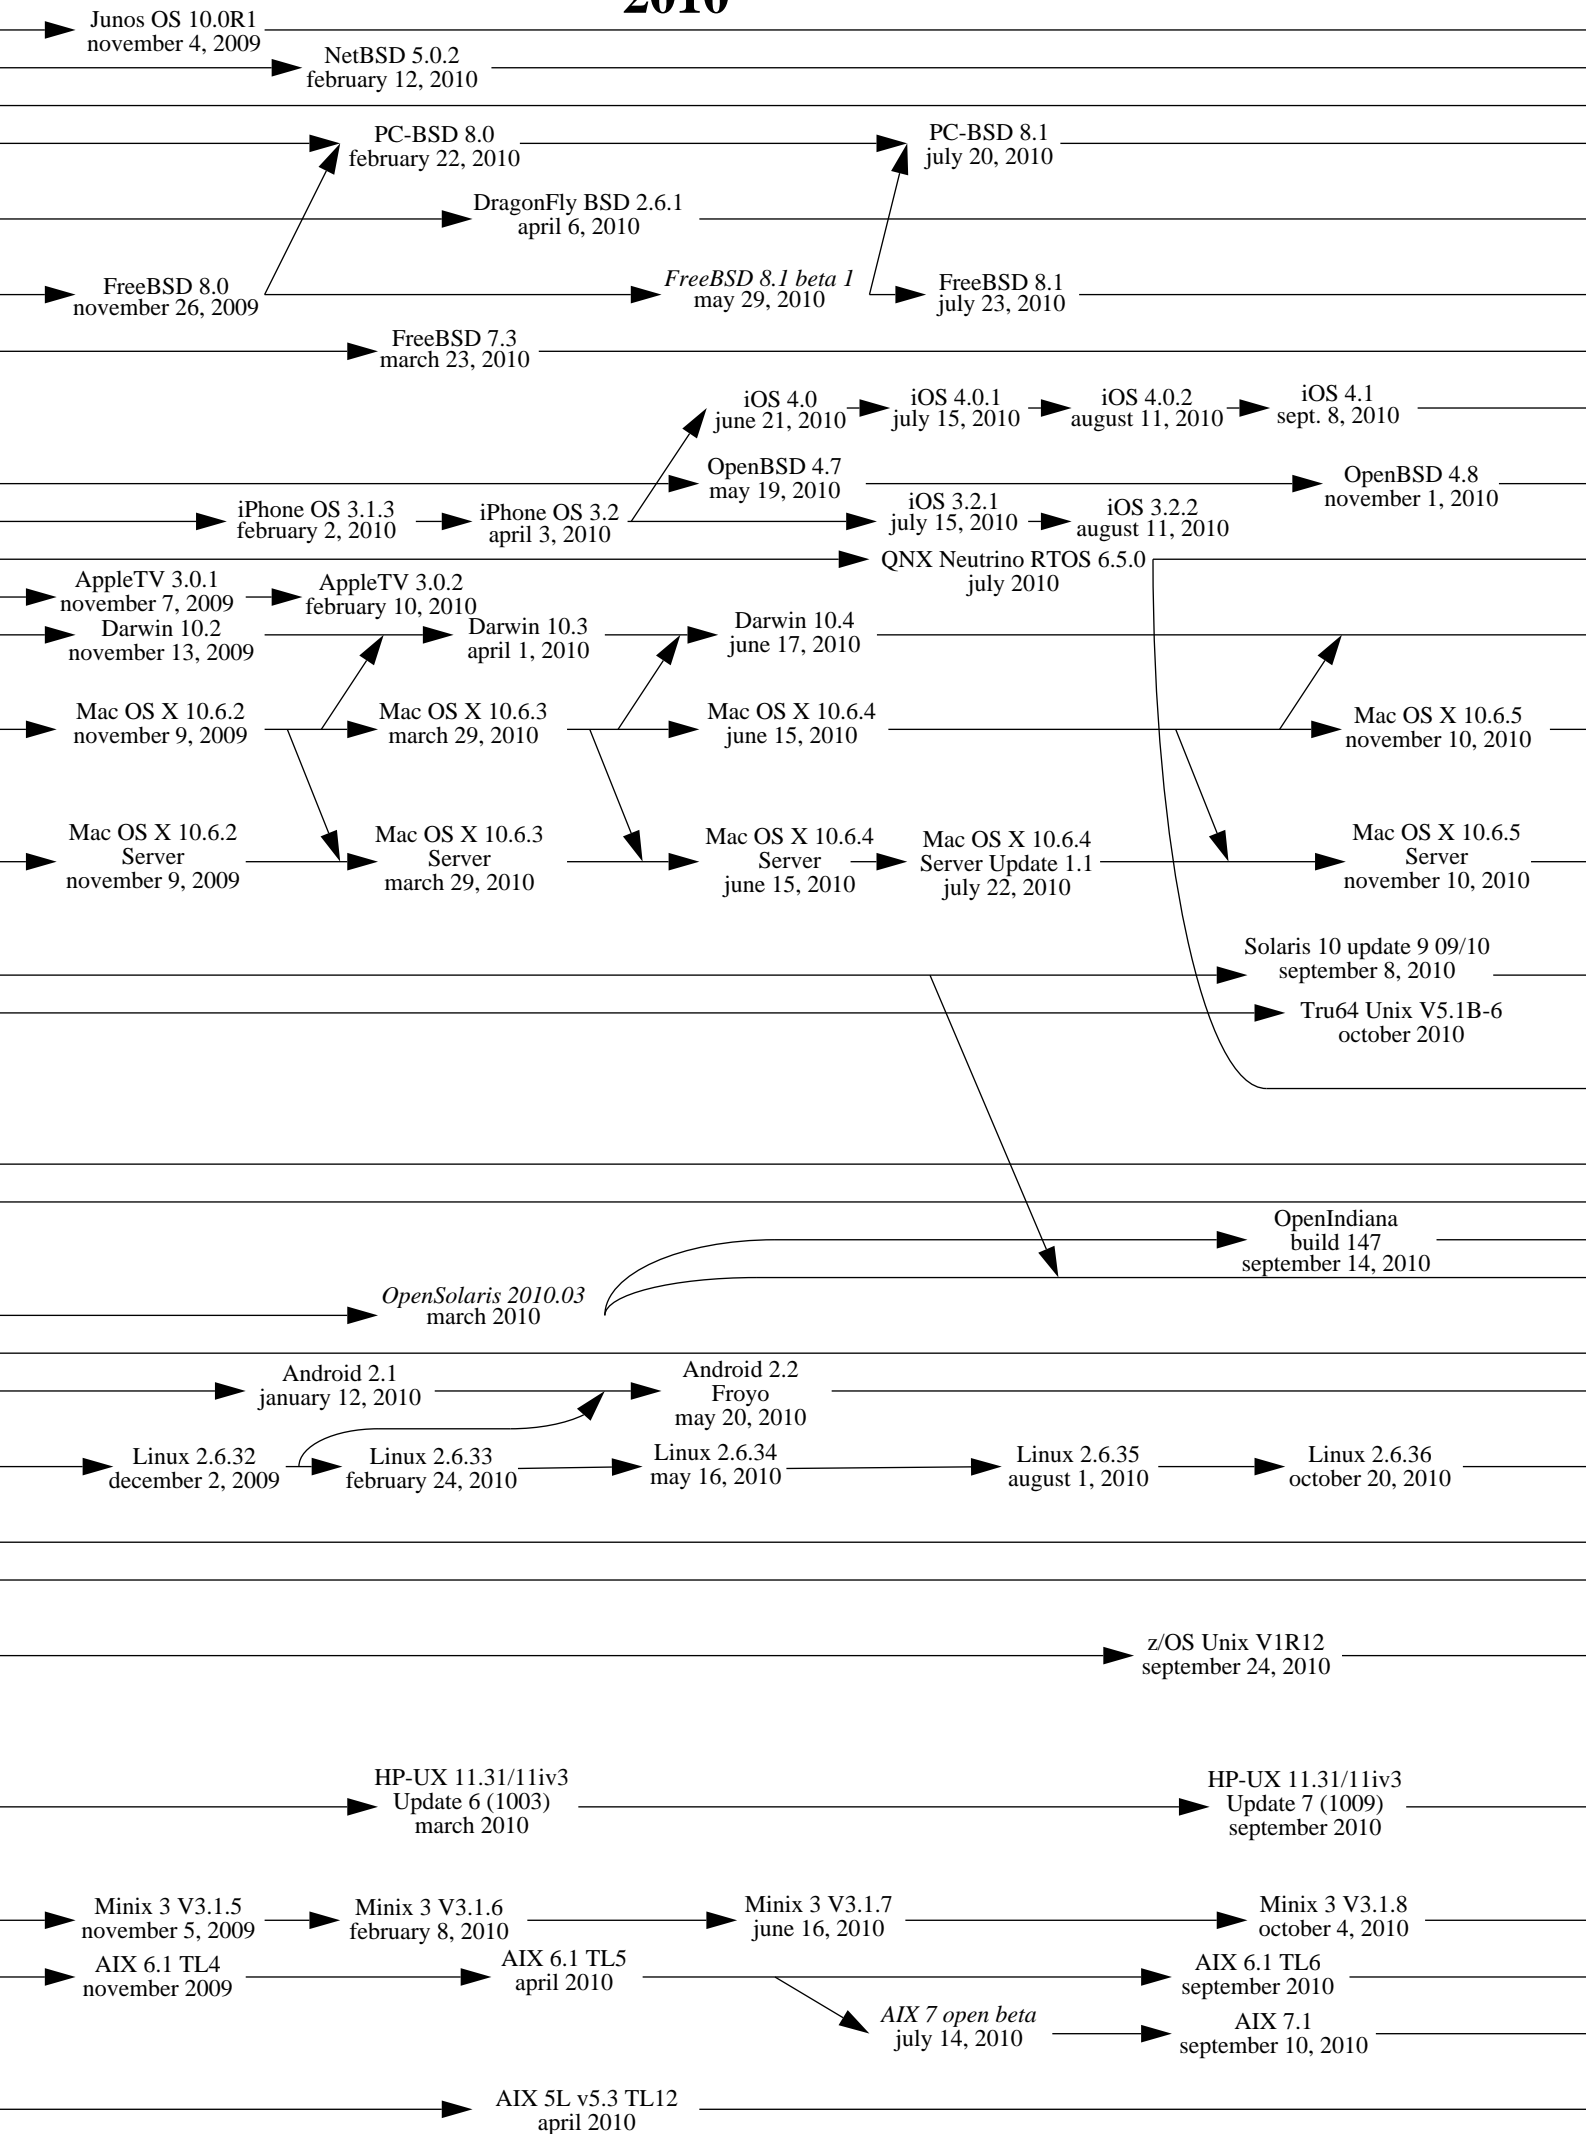 2010
Junos OS 10.0R1
november 4, 2009
NetBSD 5.0.2
february 12, 2010
PC-BSD 8.0
february 22, 2010
PC-BSD 8.1
july 20, 2010
DragonFly BSD 2.6.1
april 6, 2010
FreeBSD 8.0
november 26, 2009
FreeBSD 8.1 beta 1
may 29, 2010
FreeBSD 8.1
july 23, 2010
FreeBSD 7.3
march 23, 2010
iOS 4.0
june 21, 2010
iOS 4.0.1
july 15, 2010
iOS 4.0.2
august 11, 2010
iOS 4.1
sept. 8, 2010
OpenBSD 4.7
may 19, 2010
OpenBSD 4.8
november 1, 2010
iPhone OS 3.1.3
february 2, 2010
iPhone OS 3.2
april 3, 2010
iOS 3.2.1
july 15, 2010
iOS 3.2.2
august 11, 2010
QNX Neutrino RTOS 6.5.0
july 2010
AppleTV 3.0.1
november 7, 2009
AppleTV 3.0.2
february 10, 2010
Darwin 10.2
november 13, 2009
Darwin 10.3
april 1, 2010
Darwin 10.4
june 17, 2010
Mac OS X 10.6.2
november 9, 2009
Mac OS X 10.6.3
march 29, 2010
Mac OS X 10.6.4
june 15, 2010
Mac OS X 10.6.5
november 10, 2010
Mac OS X 10.6.2
Server
november 9, 2009
Mac OS X 10.6.3
Server
march 29, 2010
Mac OS X 10.6.4
Server
june 15, 2010
Mac OS X 10.6.4
Server Update 1.1
july 22, 2010
Mac OS X 10.6.5
Server
november 10, 2010
Solaris 10 update 9 09/10
september 8, 2010
Tru64 Unix V5.1B-6
october 2010
OpenIndiana
build 147
september 14, 2010
OpenSolaris 2010.03
march 2010
Android 2.1
january 12, 2010
Android 2.2
Froyo
may 20, 2010
Linux 2.6.32
december 2, 2009
Linux 2.6.33
february 24, 2010
Linux 2.6.34
may 16, 2010
Linux 2.6.35
august 1, 2010
Linux 2.6.36
october 20, 2010
z/OS Unix V1R12
september 24, 2010
HP-UX 11.31/11iv3
Update 6 (1003)
march 2010
HP-UX 11.31/11iv3
Update 7 (1009)
september 2010
Minix 3 V3.1.5
november 5, 2009
Minix 3 V3.1.6
february 8, 2010
Minix 3 V3.1.7
june 16, 2010
Minix 3 V3.1.8
october 4, 2010
AIX 6.1 TL4
november 2009
AIX 6.1 TL5
april 2010
AIX 6.1 TL6
september 2010
AIX 7 open beta
july 14, 2010
AIX 7.1
september 10, 2010
AIX 5L v5.3 TL12
april 2010